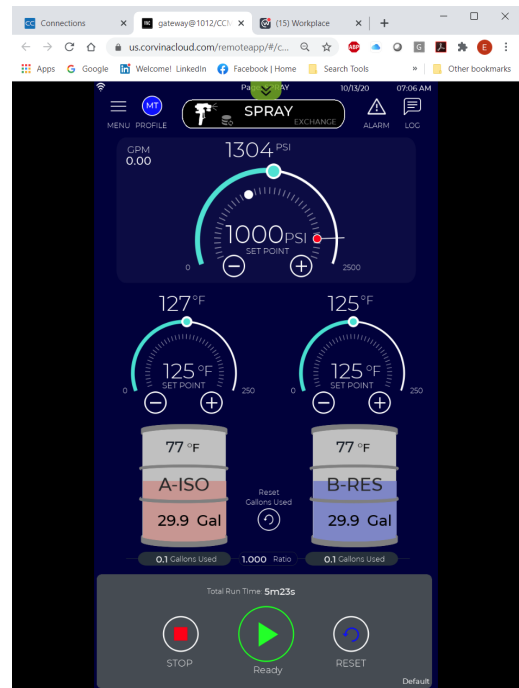 CC Connections
gateway@1012/CCM
(15) Workplace
us.corvinacloud.com/remoteapp/#/c...
Apps
Google
Welcome! LinkedIn
Facebook | Home
Search Tools
»
Other bookmarks
10/13/20
07:06 AM
MENU
MT
PROFILE
SPRAY
EXCHANGE
ALARM
LOG
GPM
0.00
1304 PSI
1000 PSI
SET POINT
0
2500
127 °F
125 °F
125 °F
SET POINT
0
250
125 °F
SET POINT
0
250
77 °F
A-ISO
29.9 Gal
77 °F
B-RES
29.9 Gal
Reset
Gallons Used
0.1 Gallons Used
1.000 Ratio
0.1 Gallons Used
Total Run Time: 5m23s
STOP
Ready
RESET
Default